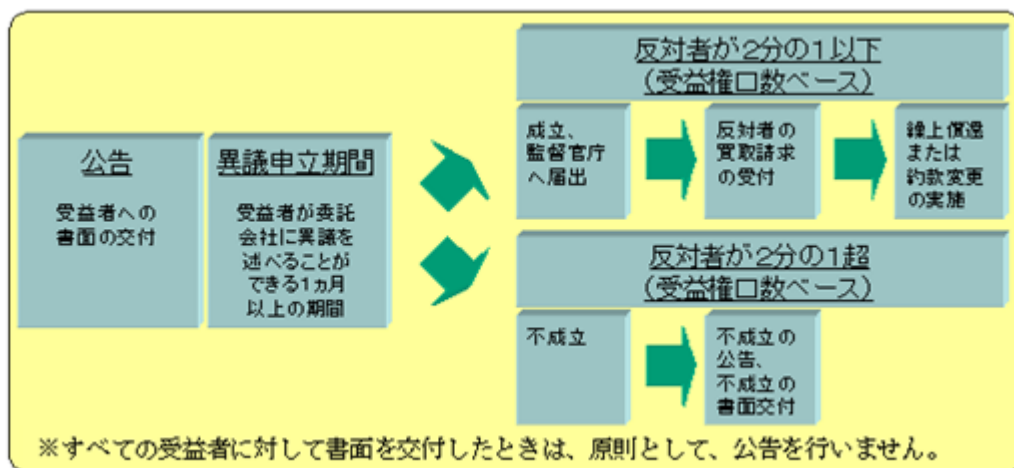 公告
受益者への
書面の交付
異議申立期間
受益者が委託
会社に異議を
述べることが
できる1ヵ月
以上の期間
反対者が2分の1以下
(受益権口数ベース)
成立、
監督官庁
へ届出
反対者の
買取請求
の受付
繰上償還
または
約款変更
の実施
反対者が2分の1超
(受益権口数ベース)
不成立
不成立の
公告、
不成立の
書面交付
※すべての受益者に対して書面を交付したときは、原則として、公告を行いません。